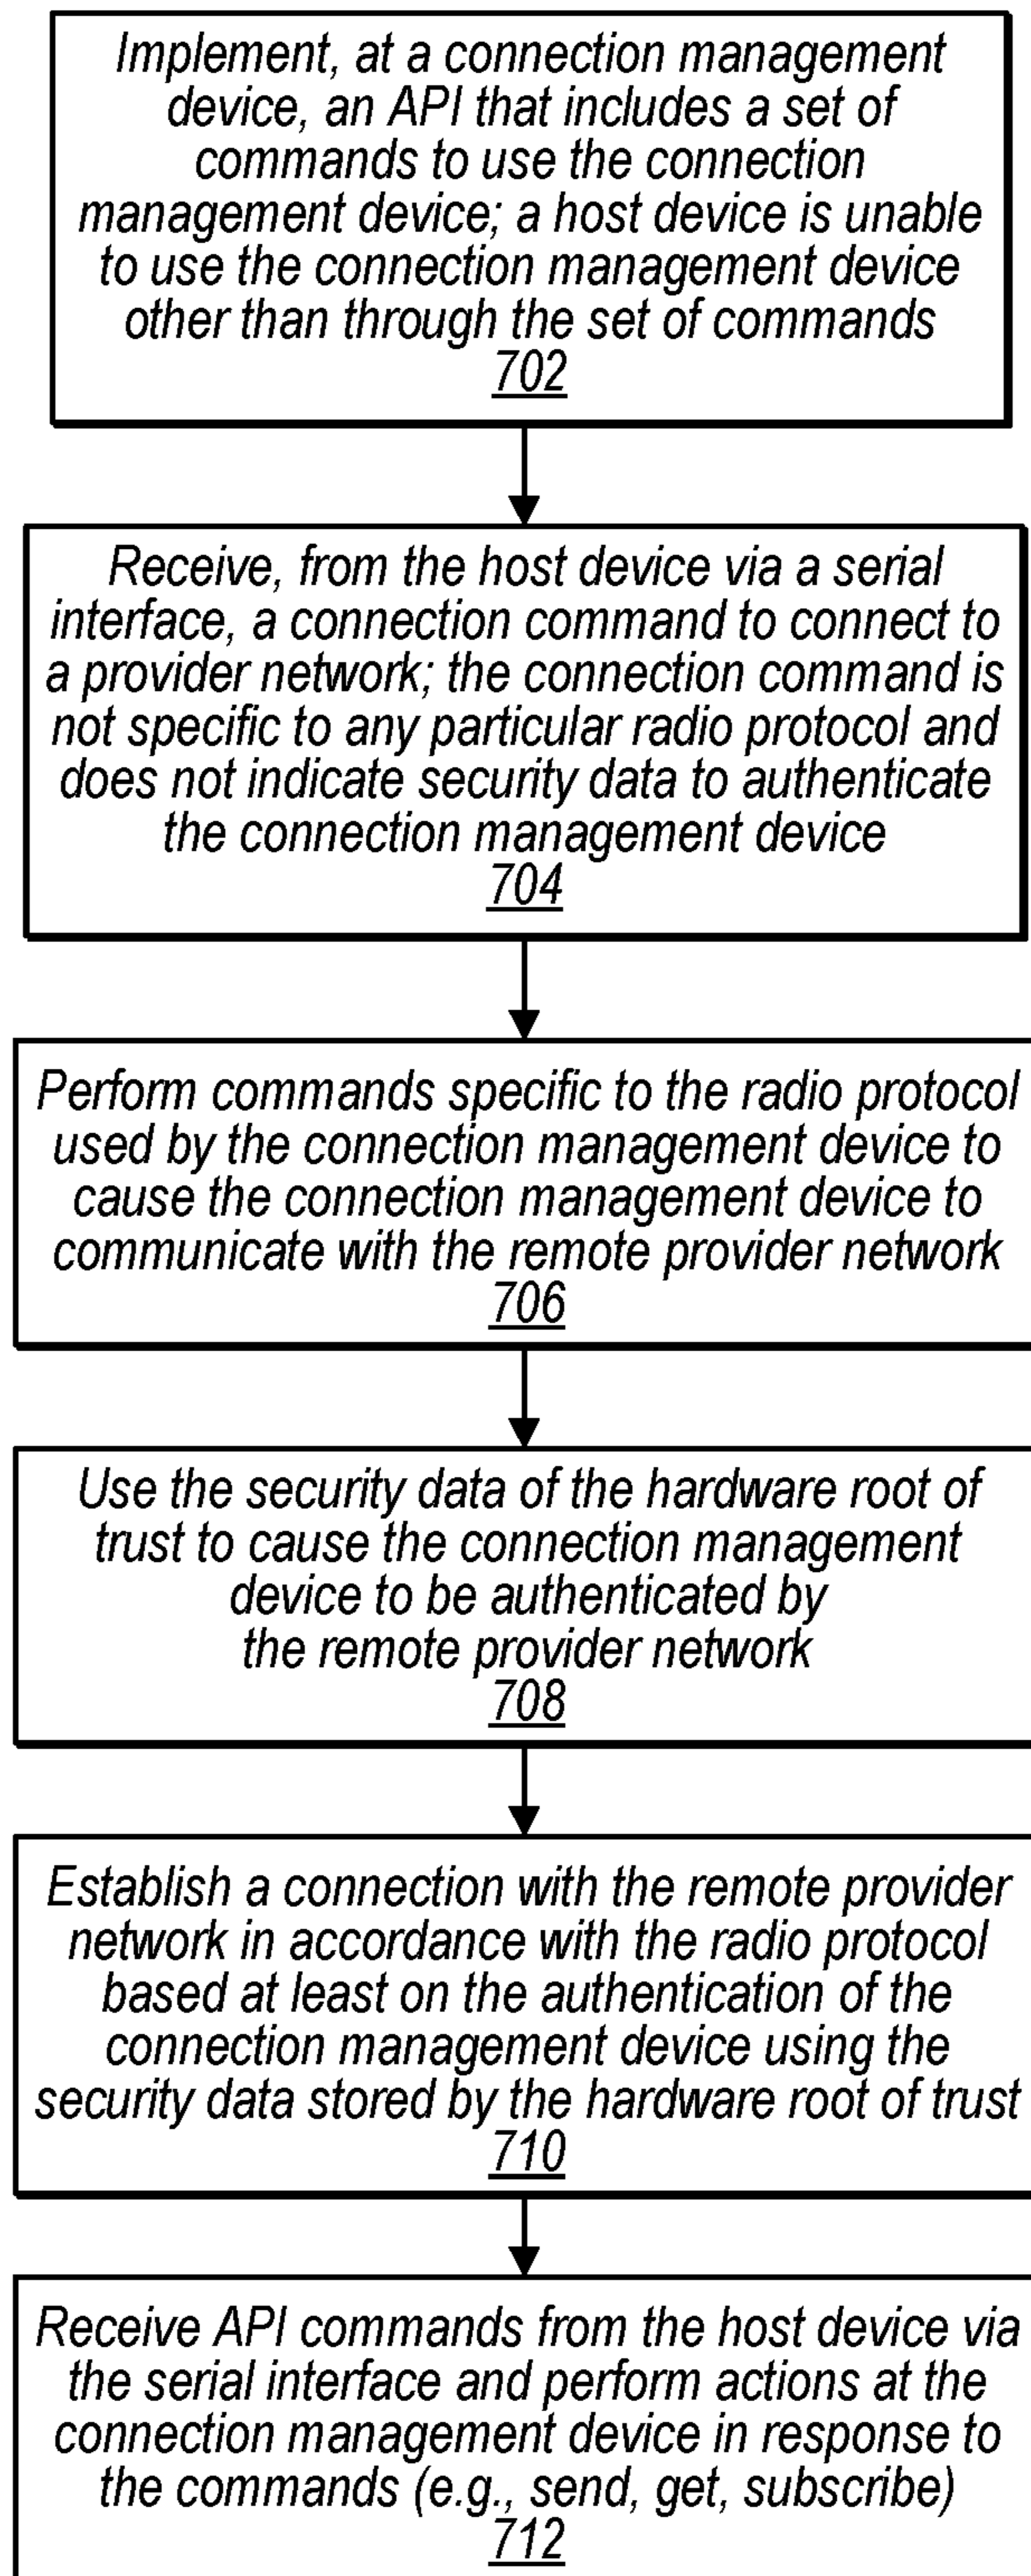 Implement, at a connection management
device, an API that includes a set of
commands to use the connection
management device; a host device is unable
to use the connection management device
other than through the set of commands
702
Receive, from the host device via a serial
interface, a connection command to connect to
a provider network; the connection command is
not specific to any particular radio protocol and
does not indicate security data to authenticate
the connection management device
704
Perform commands specific to the radio protocol
used by the connection management device to
cause the connection management device to
communicate with the remote provider network
706
Use the security data of the hardware root of
trust to cause the connection management
device to be authenticated by
the remote provider network
708
Establish a connection with the remote provider
network in accordance with the radio protocol
based at least on the authentication of the
connection management device using the
security data stored by the hardware root of trust
710
Receive API commands from the host device via
the serial interface and perform actions at the
connection management device in response to
the commands (e.g., send, get, subscribe)
712